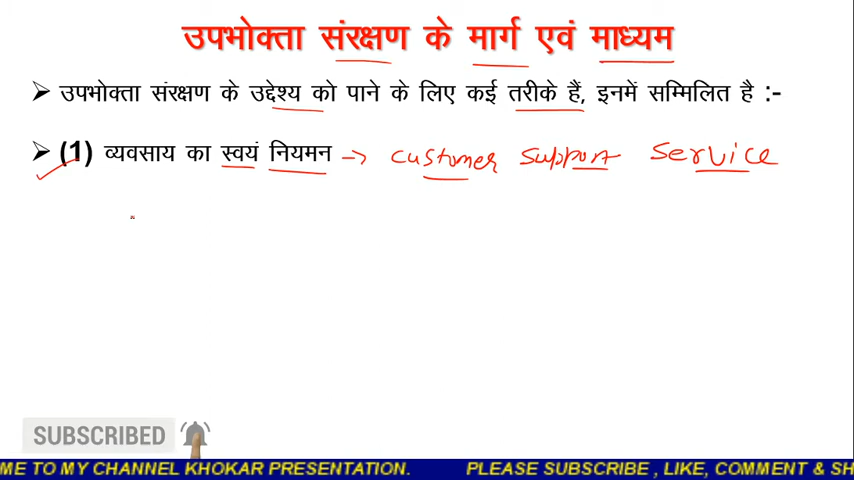 उपभोक्ता संरक्षण के मार्ग एवं माध्यम
➤ उपभोक्ता संरक्षण के उद्देश्य को पाने के लिए कई तरीके हैं, इनमें सम्मिलित है :-
➤ (1) व्यवसाय का स्वयं नियमन → customer support service
SUBSCRIBED
ME TO MY CHANNEL KHOKAR PRESENTATION. PLEASE SUBSCRIBE , LIKE, COMMENT & SH